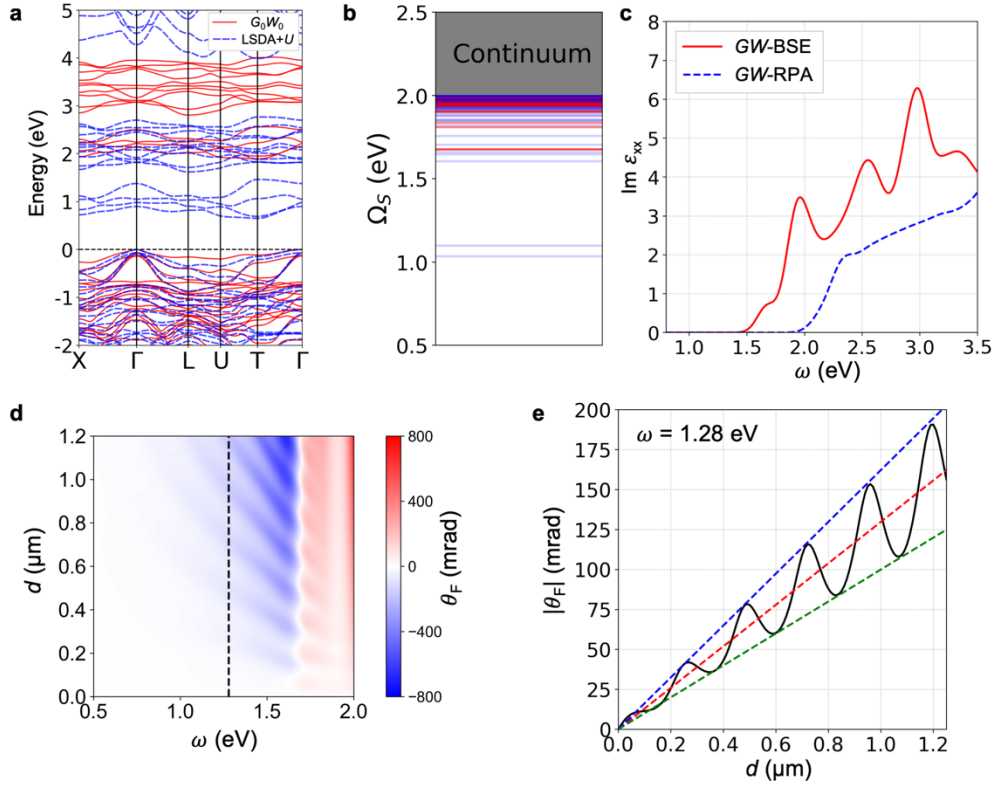 a
G₀W₀
LSDA+U
Energy (eV)
5
4
3
2
1
0
-1
-2
X Γ L U T Γ
b
Continuum
Ω_S (eV)
2.5
2.0
1.5
1.0
0.5
c
GW-BSE
GW-RPA
Im ε_xx
8
7
6
5
4
3
2
1
0
1.0 1.5 2.0 2.5 3.0 3.5
ω (eV)
d
d (μm)
1.2
1.0
0.8
0.6
0.4
0.2
0.0
0.5 1.0 1.5 2.0
ω (eV)
800
400
0
−400
−800
θ_F (mrad)
e
ω = 1.28 eV
|θ_F| (mrad)
200
175
150
125
100
75
50
25
0
0.0 0.2 0.4 0.6 0.8 1.0 1.2
d (μm)